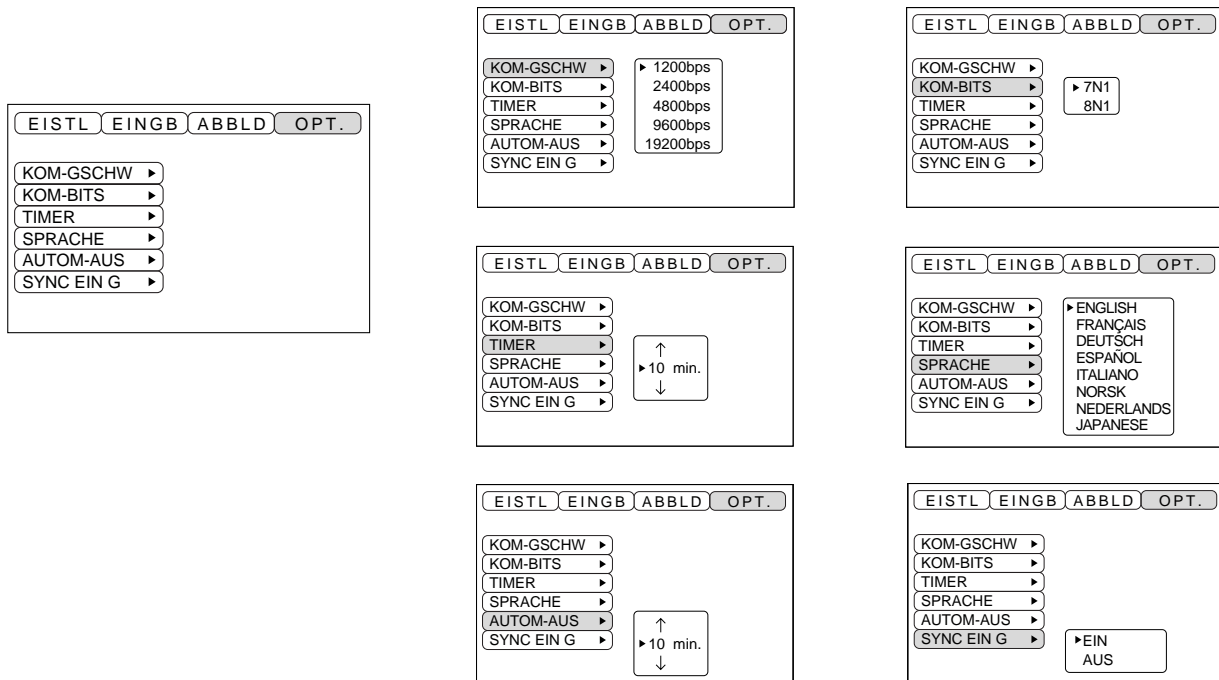 EISTL EINGB ABBLD OPT.
KOM-GSCHW
KOM-BITS
TIMER
SPRACHE
AUTOM-AUS
SYNC EIN G
EISTL EINGB ABBLD OPT.
KOM-GSCHW
KOM-BITS
TIMER
SPRACHE
AUTOM-AUS
SYNC EIN G
1200bps
2400bps
4800bps
9600bps
19200bps
EISTL EINGB ABBLD OPT.
KOM-GSCHW
KOM-BITS
TIMER
SPRACHE
AUTOM-AUS
SYNC EIN G
7N1
8N1
EISTL EINGB ABBLD OPT.
KOM-GSCHW
KOM-BITS
TIMER
SPRACHE
AUTOM-AUS
SYNC EIN G
10 min.
EISTL EINGB ABBLD OPT.
KOM-GSCHW
KOM-BITS
TIMER
SPRACHE
AUTOM-AUS
SYNC EIN G
ENGLISH
FRANÇAIS
DEUTSCH
ESPAÑOL
ITALIANO
NORSK
NEDERLANDS
JAPANESE
EISTL EINGB ABBLD OPT.
KOM-GSCHW
KOM-BITS
TIMER
SPRACHE
AUTOM-AUS
SYNC EIN G
10 min.
EISTL EINGB ABBLD OPT.
KOM-GSCHW
KOM-BITS
TIMER
SPRACHE
AUTOM-AUS
SYNC EIN G
EIN
AUS